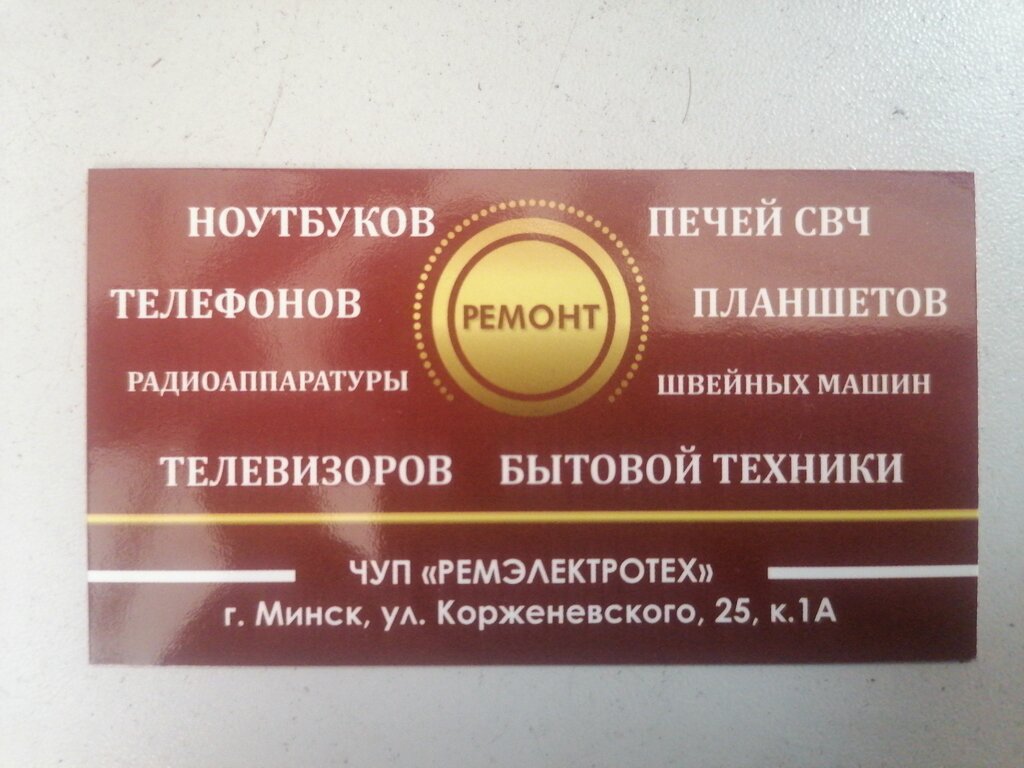 НОУТБУКОВ
ПЕЧЕЙ СВЧ
ТЕЛЕФОНОВ
РЕМОНТ
ПЛАНШЕТОВ
РАДИОАППАРАТУРЫ
ШВЕЙНЫХ МАШИН
ТЕЛЕВИЗОРОВ
БЫТОВОЙ ТЕХНИКИ
ЧУП «РЕМЭЛЕКТРОТЕХ»
г. Минск, ул. Корженевского, 25, к.1А